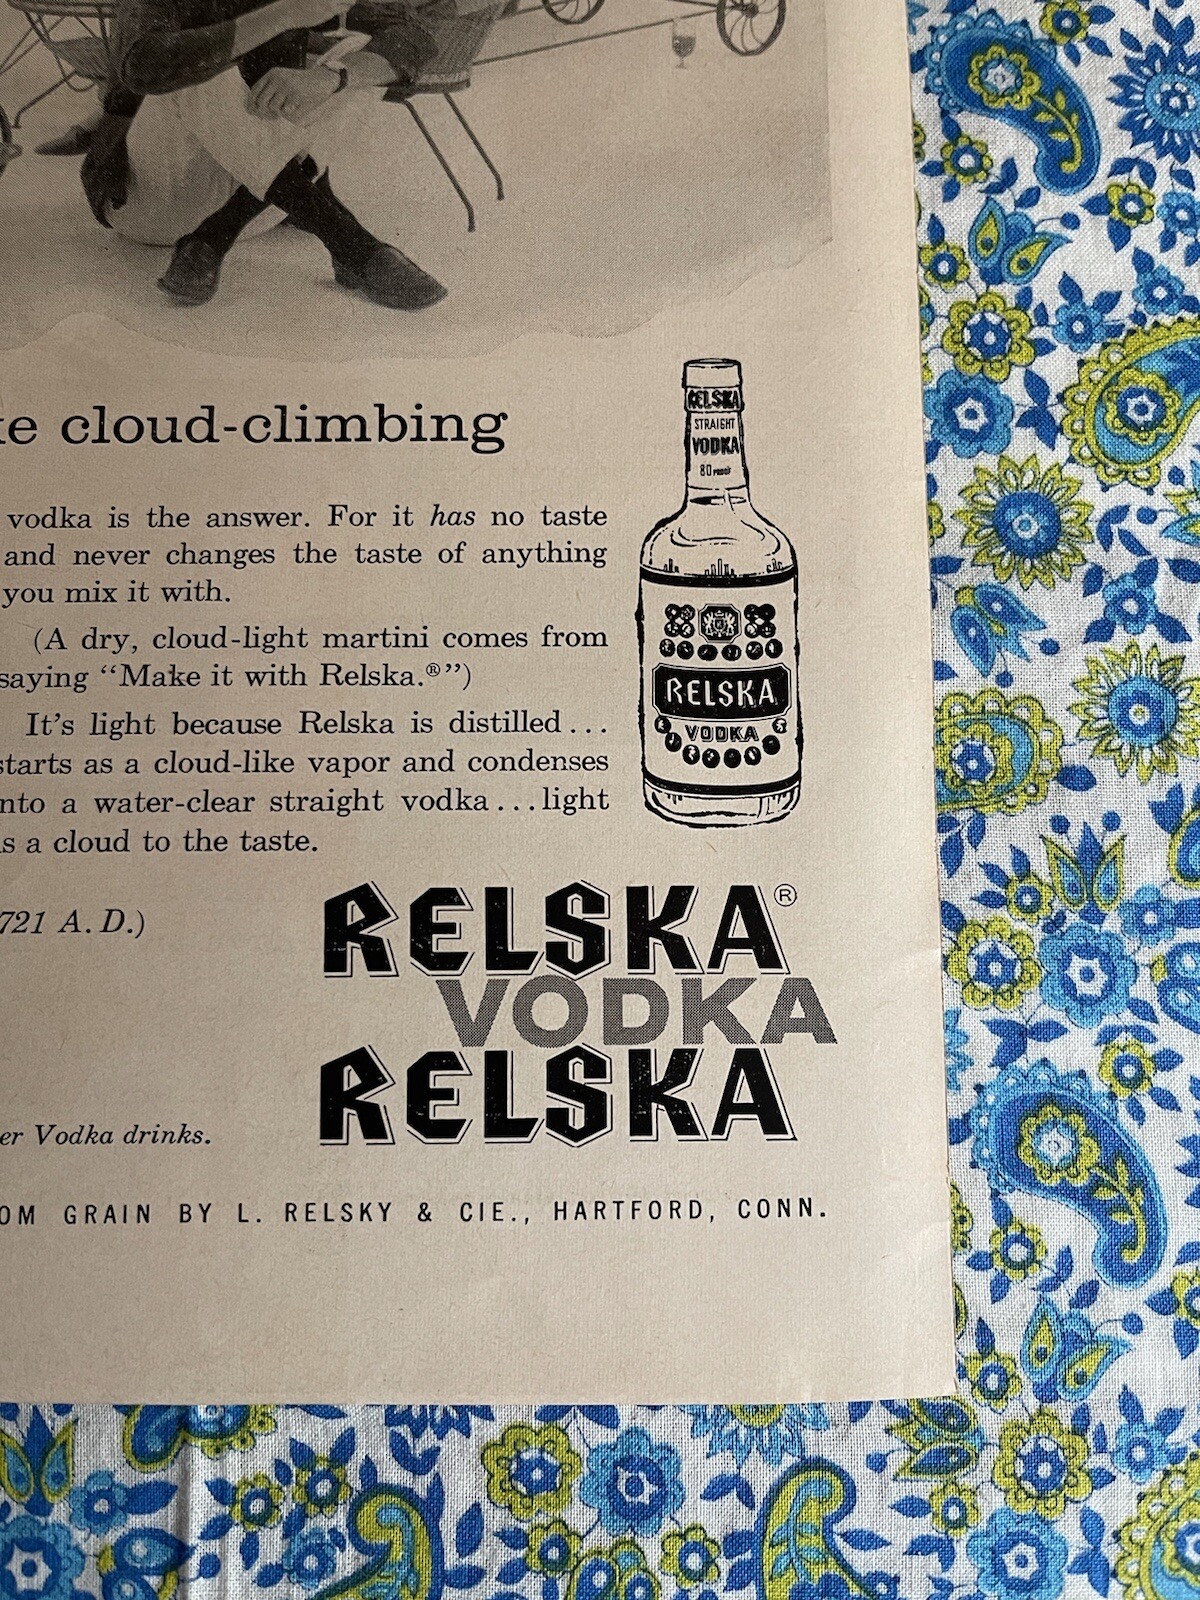 cloud-climbing
vodka is the answer. For it has no taste
and never changes the taste of anything
you mix it with.
(A dry, cloud-light martini comes from
saying “Make it with Relska.®”)
It's light because Relska is distilled...
starts as a cloud-like vapor and condenses
into a water-clear straight vodka...light
as a cloud to the taste.
721 A.D.)
RELSKA
STRAIGHT
VODKA
80 PROOF
RELSKA
VODKA
RELSKA®
VODKA
RELSKA
er Vodka drinks.
OM GRAIN BY L. RELSKY & CIE., HARTFORD, CONN.